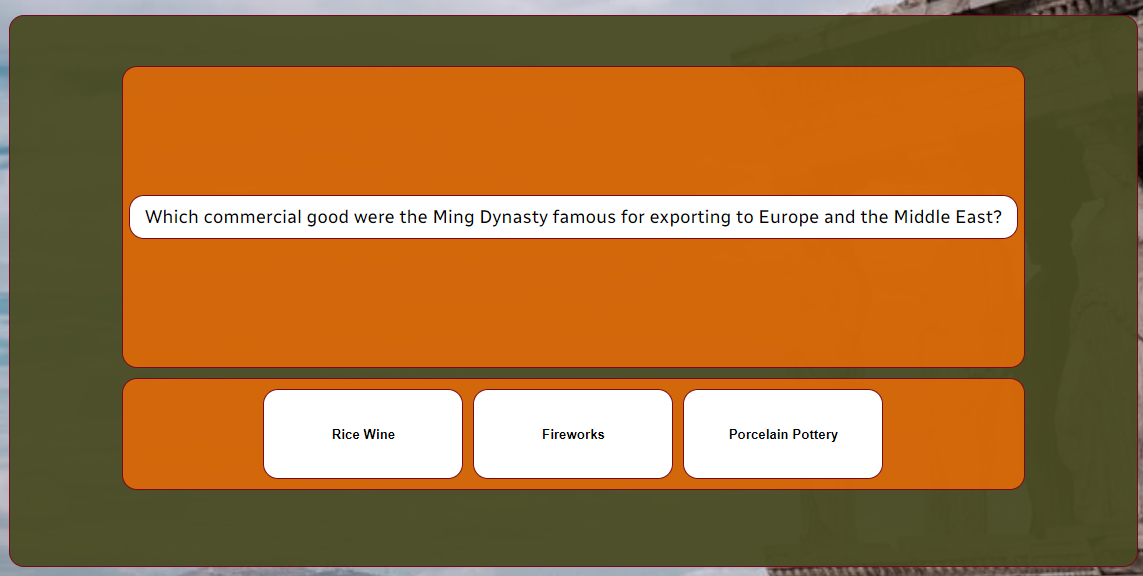 Which commercial good were the Ming Dynasty famous for exporting to Europe and the Middle East?
Rice Wine
Fireworks
Porcelain Pottery